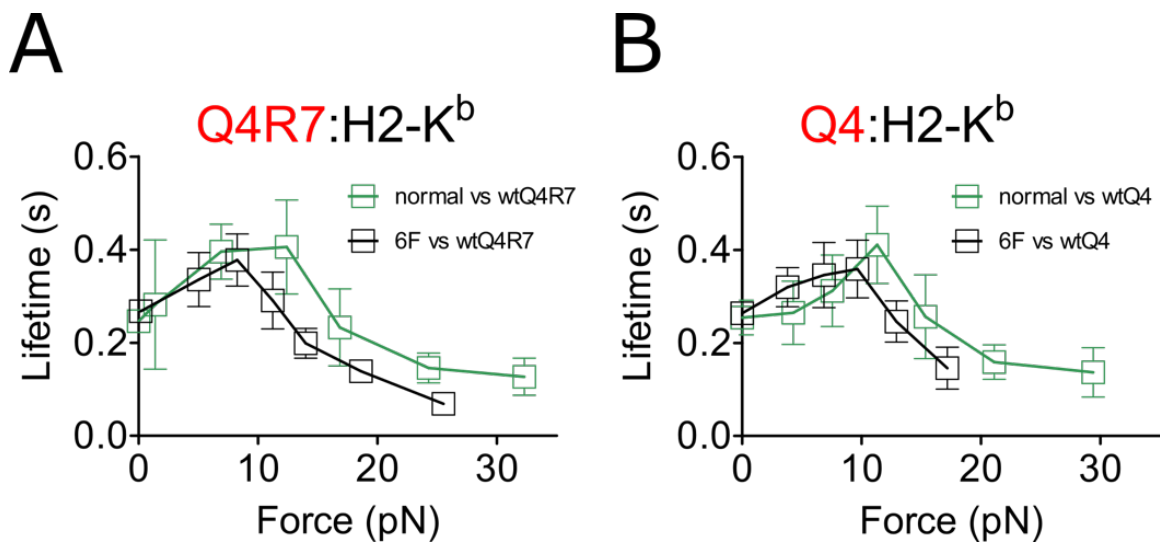 A
Q4R7:H2-Kᵇ
0.6
0.4
0.2
0.0
Lifetime (s)
normal vs wtQ4R7
6F vs wtQ4R7
0 10 20 30
Force (pN)
B
Q4:H2-Kᵇ
0.6
0.4
0.2
0.0
Lifetime (s)
normal vs wtQ4
6F vs wtQ4
0 10 20 30
Force (pN)